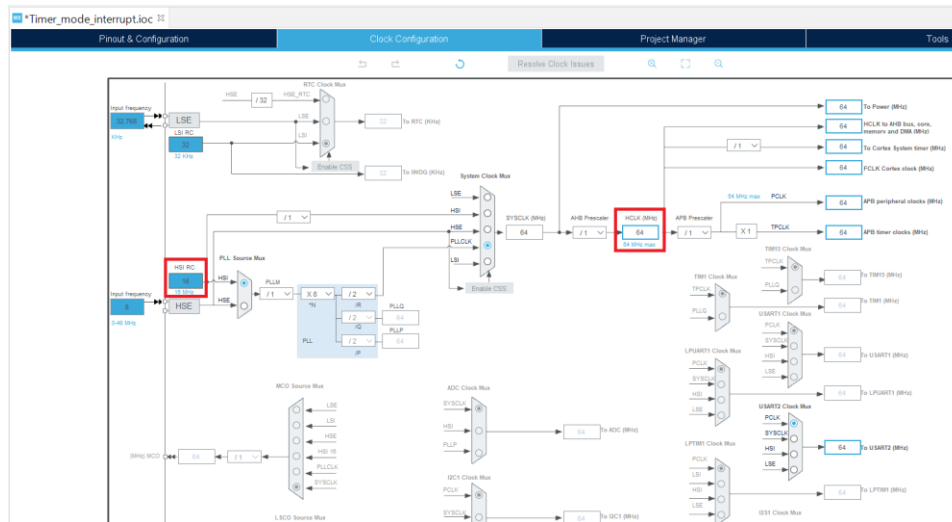 *Timer_mode_interrupt.ioc
Pinout & Configuration
Clock Configuration
Project Manager
Tools
Resolve Clock Issues
RTC Clock Mux
HSE
/ 32
HSE_RTC
Input frequency
32.768
KHz
LSE
LSE
32
To RTC (KHz)
LSI RC
32
32 KHz
LSI
Enable CSS
32
To IWDG (KHz)
System Clock Mux
LSE
HSI
/ 1
HSE
PLLCLK
LSI
Enable CSS
SYSCLK (MHz)
64
AHB Prescaler
/ 1
HCLK (MHz)
64
64 MHz max
APB Prescaler
/ 1
X 1
64
To Power (MHz)
64
HCLK to AHB bus, core,
memory and DMA (MHz)
/ 1
64
To Cortex System timer (MHz)
64
FCLK Cortex clock (MHz)
64 MHz max
PCLK
64
APB peripheral clocks (MHz)
TPCLK
64
APB timer clocks (MHz)
HSI RC
16
16 MHz
PLL Source Mux
HSI
HSE
Input frequency
8
0-48 MHz
HSE
PLLM
/ 1
X 8
*N
/ 2
/R
/ 2
/Q
PLLQ
64
PLL
/ 2
/P
PLLP
64
TIM15 Clock Mux
TPCLK
PLLQ
64
To TIM15 (MHz)
TIM1 Clock Mux
TPCLK
PLLQ
64
To TIM1 (MHz)
USART1 Clock Mux
PCLK
SYSCLK
HSI
LSE
64
To USART1 (MHz)
LPUART1 Clock Mux
PCLK
SYSCLK
HSI
LSE
64
To LPUART1 (MHz)
USART2 Clock Mux
PCLK
SYSCLK
HSI
LSE
64
To USART2 (MHz)
MCO Source Mux
LSE
LSI
HSE
HSI 16
PLLCLK
SYSCLK
(MHz) MCO
64
/ 1
ADC Clock Mux
SYSCLK
HSI
PLLP
64
To ADC (MHz)
LPTIM1 Clock Mux
PCLK
LSI
HSI
LSE
64
To LPTIM1 (MHz)
I2C1 Clock Mux
PCLK
SYSCLK
64
To I2C1 (MHz)
LSCO Source Mux
I2S1 Clock Mux